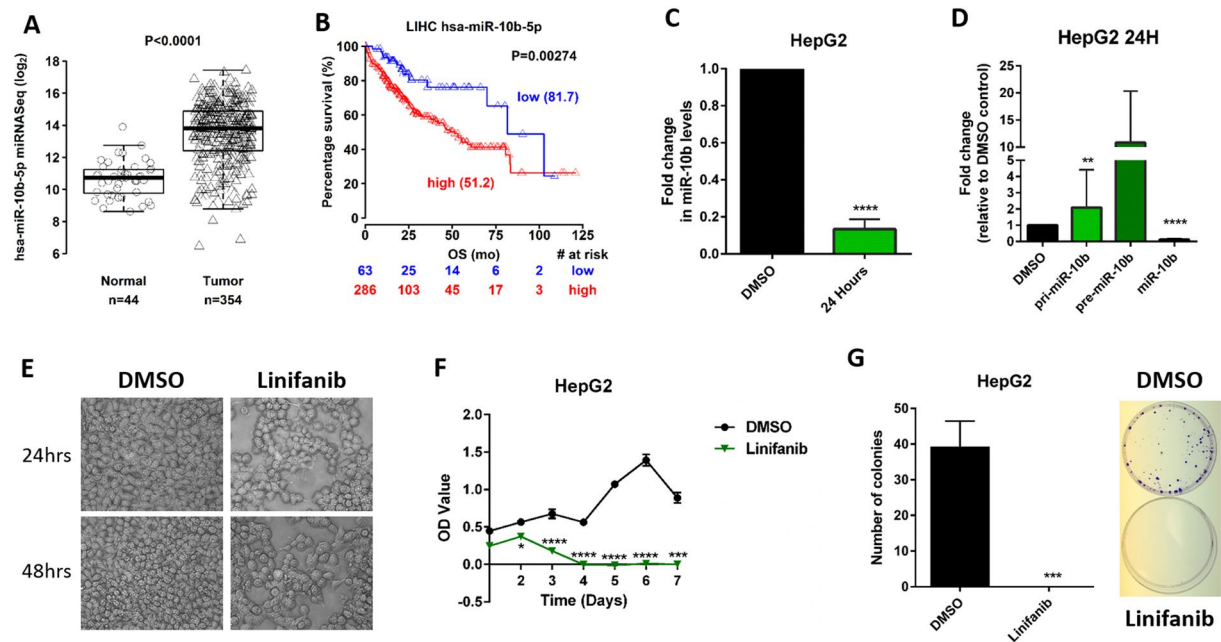 A
P<0.0001
hsa-miR-10b-5p miRNASeq (log2)
18
16
14
12
10
8
6
Normal
n=44
Tumor
n=354
B
LIHC hsa-miR-10b-5p
P=0.00274
Percentage survival (%)
100
80
60
40
20
0
low (81.7)
high (51.2)
0 25 50 75 100 125
OS (mo) # at risk
63 25 14 6 2 low
286 103 45 17 3 high
C
HepG2
Fold change
in miR-10b levels
1.0
0.8
0.6
0.4
0.2
0.0
****
DMSO
24 Hours
D
HepG2 24H
Fold change
(relative to DMSO control)
25
20
15
10
5
4
3
2
1
0
**
****
DMSO
pri-miR-10b
pre-miR-10b
miR-10b
E
DMSO Linifanib
24hrs
48hrs
F
HepG2
OD Value
2.0
1.5
1.0
0.5
0.0
-0.5
DMSO
Linifanib
* **** **** **** **** ***
2 3 4 5 6 7
Time (Days)
G
HepG2
Number of colonies
50
40
30
20
10
0
***
DMSO
Linifanib
DMSO
Linifanib